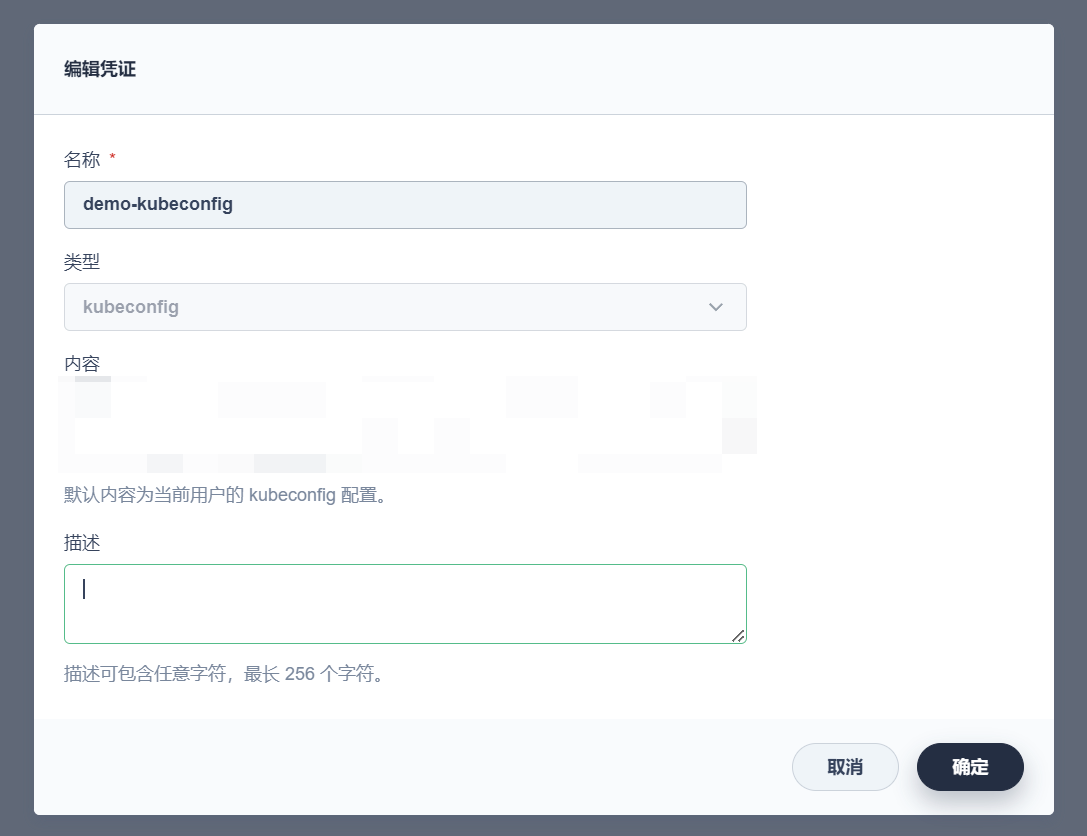 编辑凭证
名称 *
demo-kubeconfig
类型
kubeconfig
内容
默认内容为当前用户的 kubeconfig 配置。
描述
描述可包含任意字符，最长 256 个字符。
取消
确定